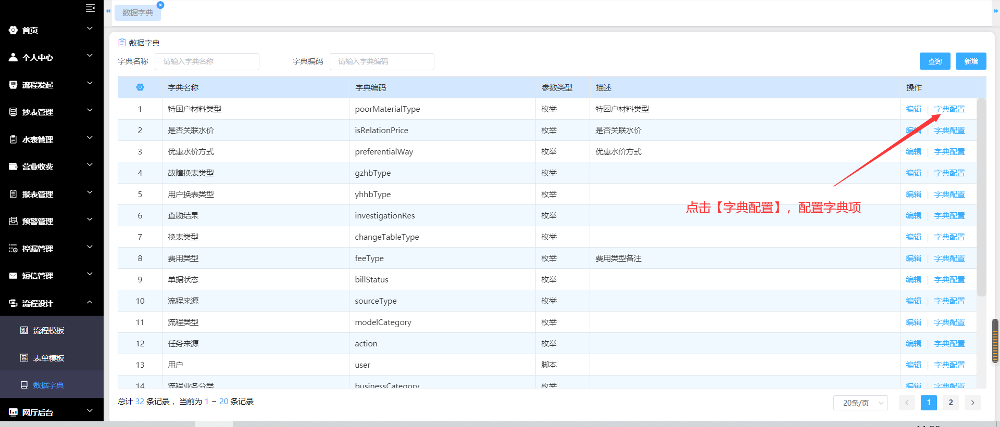 数据字典
首页
个人中心
流程发起
抄表管理
水表管理
营业收费
报表管理
预警管理
控漏管理
短信管理
流程设计
流程模板
表单模板
数据字典
网厅后台
数据字典
字典名称 请输入字典名称 字典编码 请输入字典编码 查询 新增
字典名称 字典编码 参数类型 描述 操作
1 特困户材料类型 poorMaterialType 枚举 特困户材料类型 编辑 字典配置
2 是否关联水价 isRelationPrice 枚举 是否关联水价 编辑 字典配置
3 优惠水价方式 preferentialWay 枚举 优惠水价方式 编辑 字典配置
4 故障换表类型 gzhbType 枚举 编辑 字典配置
5 用户换表类型 yhhbType 枚举 编辑 字典配置
点击【字典配置】，配置字典项
6 查勘结果 investigationRes 枚举 编辑 字典配置
7 换表类型 changeTableType 枚举 编辑 字典配置
8 费用类型 feeType 枚举 费用类型备注 编辑 字典配置
9 单据状态 billStatus 枚举 编辑 字典配置
10 流程来源 sourceType 枚举 编辑 字典配置
11 流程类型 modelCategory 枚举 编辑 字典配置
12 任务来源 action 枚举 编辑 字典配置
13 用户 user 脚本 编辑 字典配置
14 流程业务分类 businessCategory 枚举 编辑 字典配置
总计 32 条记录，当前为 1 ~ 20 条记录 20条/页 1 2